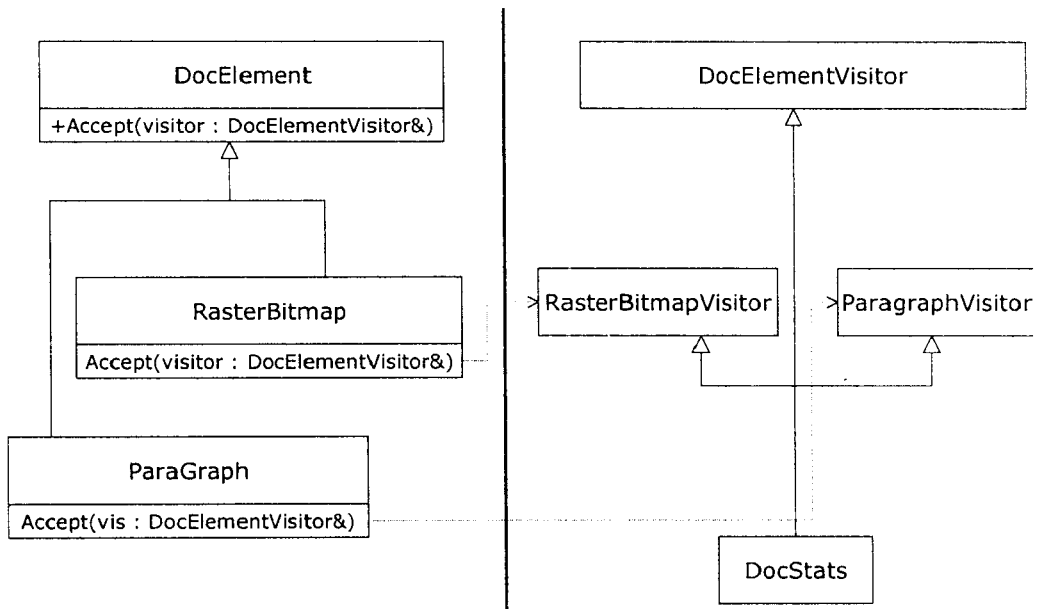 DocElement
+Accept(visitor : DocElementVisitor&)
RasterBitmap
Accept(visitor : DocElementVisitor&)
ParaGraph
Accept(vis : DocElementVisitor&)
DocElementVisitor
RasterBitmapVisitor
ParagraphVisitor
DocStats